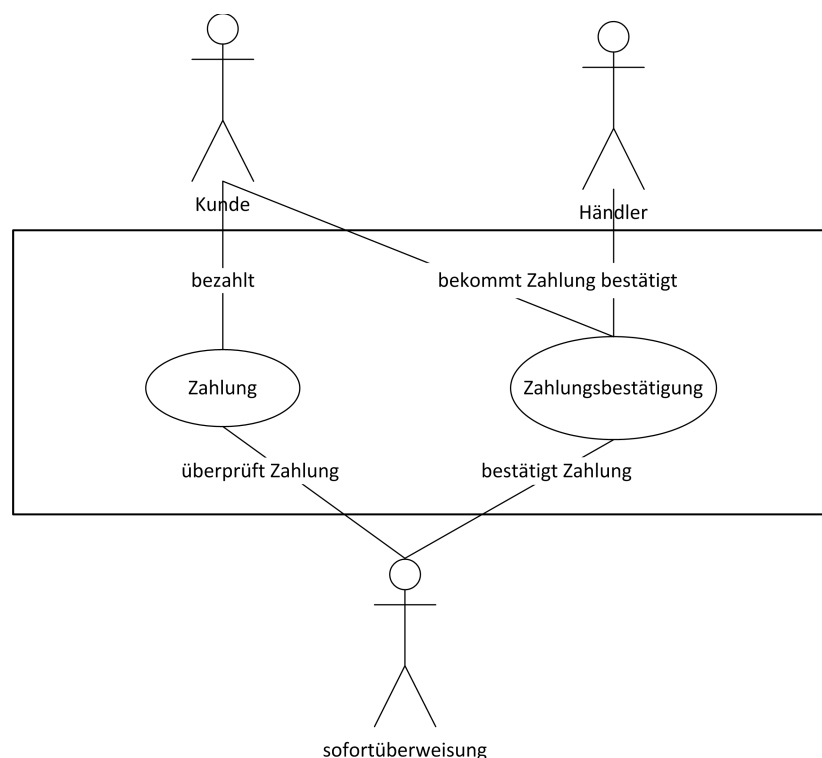 Kunde
Händler
bezahlt
bekommt Zahlung bestätigt
Zahlung
Zahlungsbestätigung
überprüft Zahlung
bestätigt Zahlung
sofortüberweisung